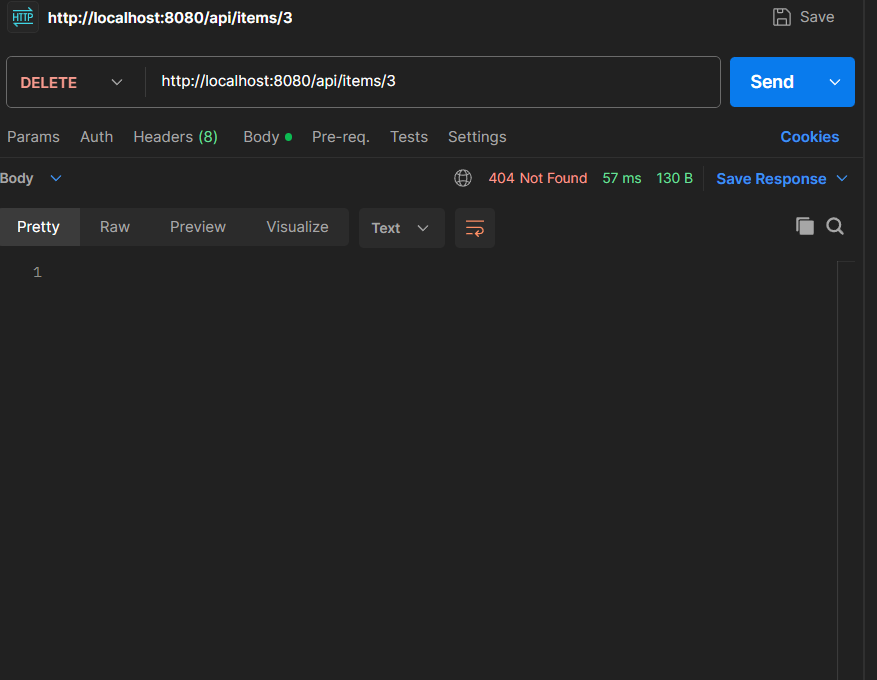 HTTP http://localhost:8080/api/items/3 Save
DELETE http://localhost:8080/api/items/3 Send
Params Auth Headers (8) Body Pre-req. Tests Settings Cookies
Body 404 Not Found 57 ms 130 B Save Response
Pretty Raw Preview Visualize Text
1